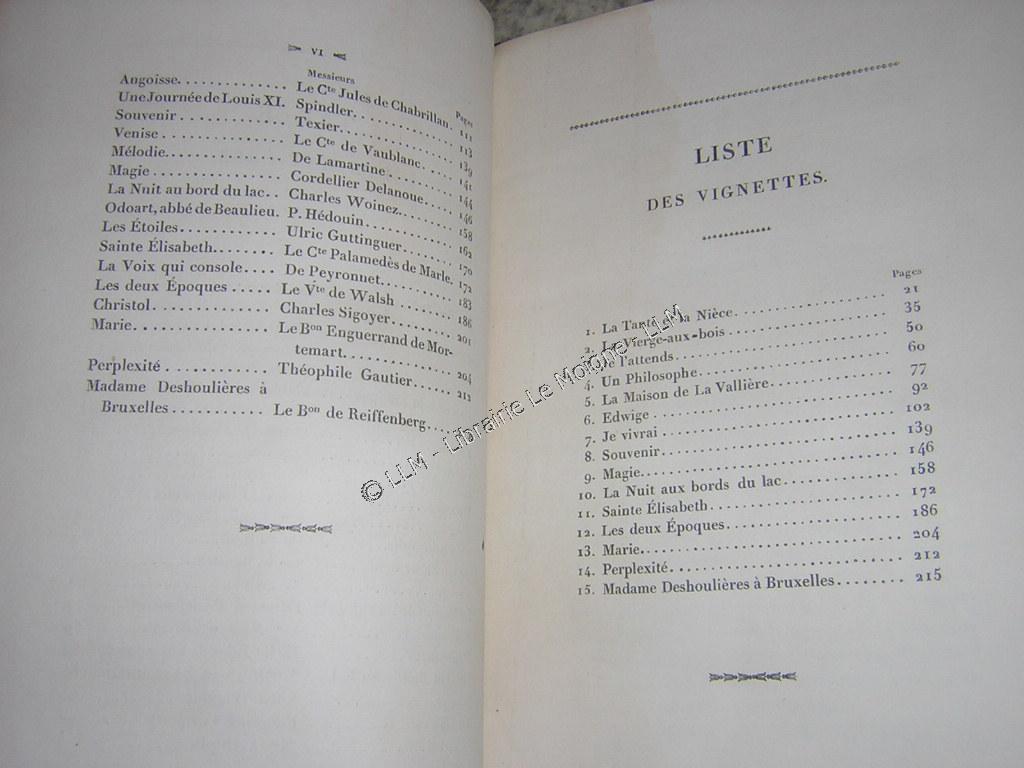 VI
Messieurs
Pages
Angoisse............. Le Cte Jules de Chabrillan. 111
Une Journée de Louis XI. Spindler............... 113
Souvenir ............ Texier................. 139
Venise .............. Le Cte de Vaublanc..... 141
Mélodie.............. De Lamartine .......... 144
Magie ............... Cordellier Delanoue.... 146
La Nuit au bord du lac.. Charles Woinez......... 158
Odoart, abbé de Beaulieu. P. Hédouin............. 162
Les Étoiles ......... Ulric Guttinguer....... 170
Sainte Élisabeth....... Le Cte Palamedès de Marle. 172
La Voix qui console.... De Peyronnet........... 183
Les deux Époques ..... Le Vte de Walsh ....... 186
Christol............. Charles Sigoyer........ 201
Marie................ Le Bon Enguerrand de Mor-
temart............... 204
Perplexité .......... Théophile Gautier...... 212
Madame Deshoulières à
Bruxelles ........... Le Bon de Reiffenberg....
LISTE
DES VIGNETTES.
Pages
1. La Tante et la Nièce............ 21
2. La Vierge-aux-bois ............. 35
3. Je l'attends.................... 50
4. Un Philosophe .................. 60
5. La Maison de La Vallière........ 77
6. Edwige ......................... 92
7. Je vivrai ...................... 102
8. Souvenir........................ 139
9. Magie........................... 146
10. La Nuit aux bords du lac....... 158
11. Sainte Élisabeth............... 172
12. Les deux Époques............... 186
13. Marie.......................... 204
14. Perplexité..................... 212
15. Madame Deshoulières à Bruxelles........ 215
© LLM - Librairie Le Moigne - LLM